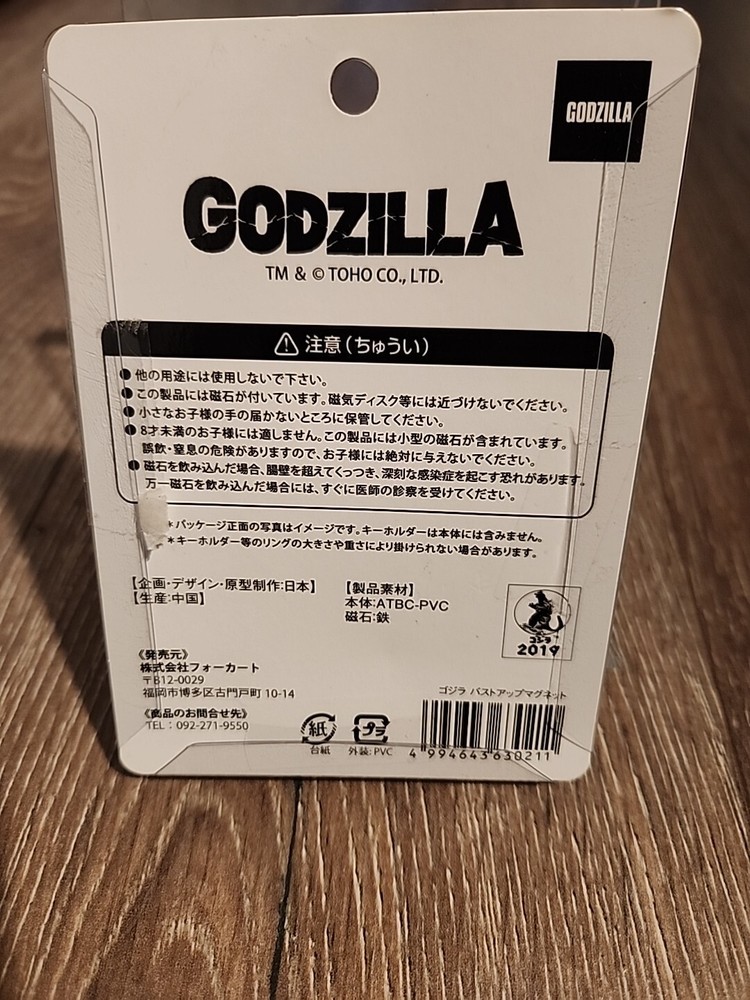 GODZILLA
GODZILLA
TM & © TOHO CO., LTD.
⚠ 注意(ちゅうい)
●他の用途には使用しないで下さい。
●この製品には磁石が付いています。磁気ディスク等には近づけないでください。
●小さなお子様の手の届かないところに保管してください。
●8才未満のお子様には適しません。この製品には小型の磁石が含まれています。
誤飲・窒息の危険がありますので、お子様には絶対に与えないでください。
●磁石を飲み込んだ場合、腸壁を超えてくっつき、深刻な感染症を起こす恐れがあります。
万一磁石を飲み込んだ場合には、すぐに医師の診察を受けてください。
*パッケージ正面の写真はイメージです。キーホルダーは本体には含みません。
*キーホルダー等のリングの大きさや重さにより掛けられない場合があります。
【企画・デザイン・原型制作:日本】
【生産:中国】
【製品素材】
本体:ATBC-PVC
磁石:鉄
ゴジラ
2019
《発売元》
株式会社フォーカート
〒812-0029
福岡市博多区古門戸町 10-14
《商品のお問合せ先》
TEL:092-271-9550
紙
台紙
プラ
外装:PVC
ゴジラ バストアップマグネット
4 994643 630211